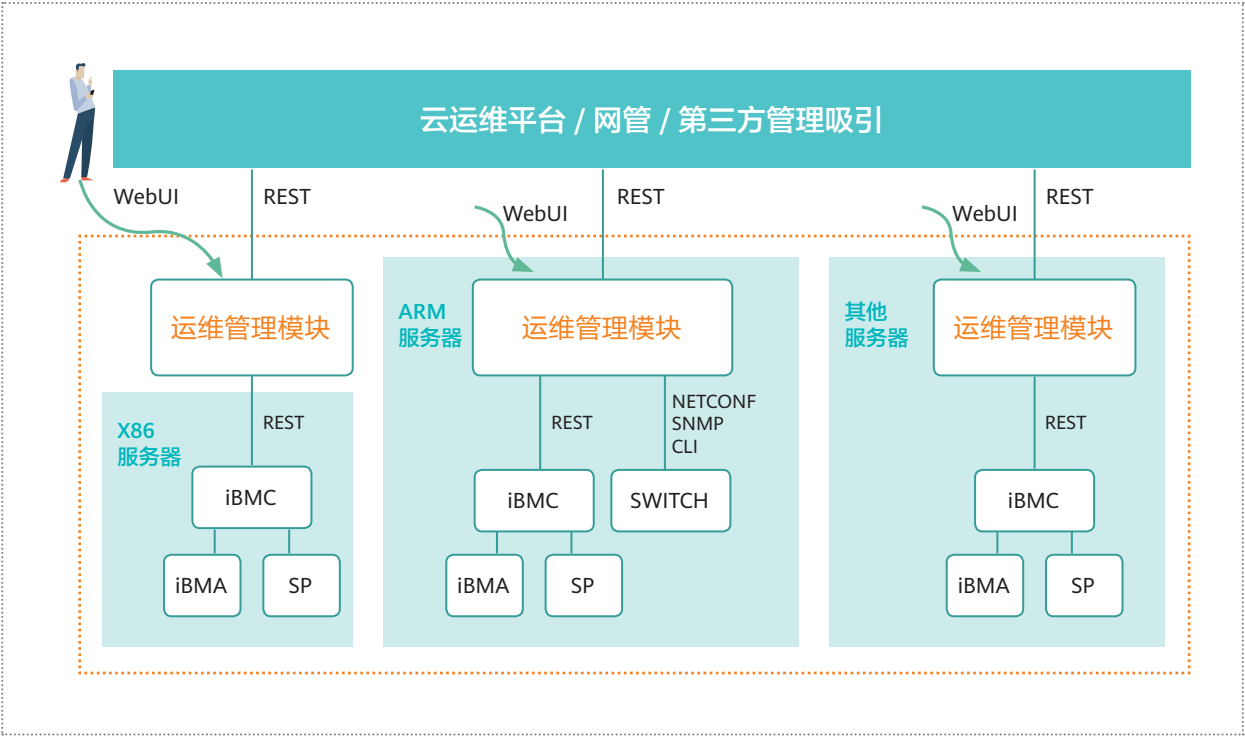 云运维平台 / 网管 / 第三方管理吸引
WebUI
REST
WebUI
REST
WebUI
REST
运维管理模块
ARM
服务器
运维管理模块
其他
服务器
运维管理模块
X86
服务器
REST
iBMC
iBMA
SP
REST
NETCONF
SNMP
CLI
iBMC
SWITCH
iBMA
SP
REST
iBMC
iBMA
SP